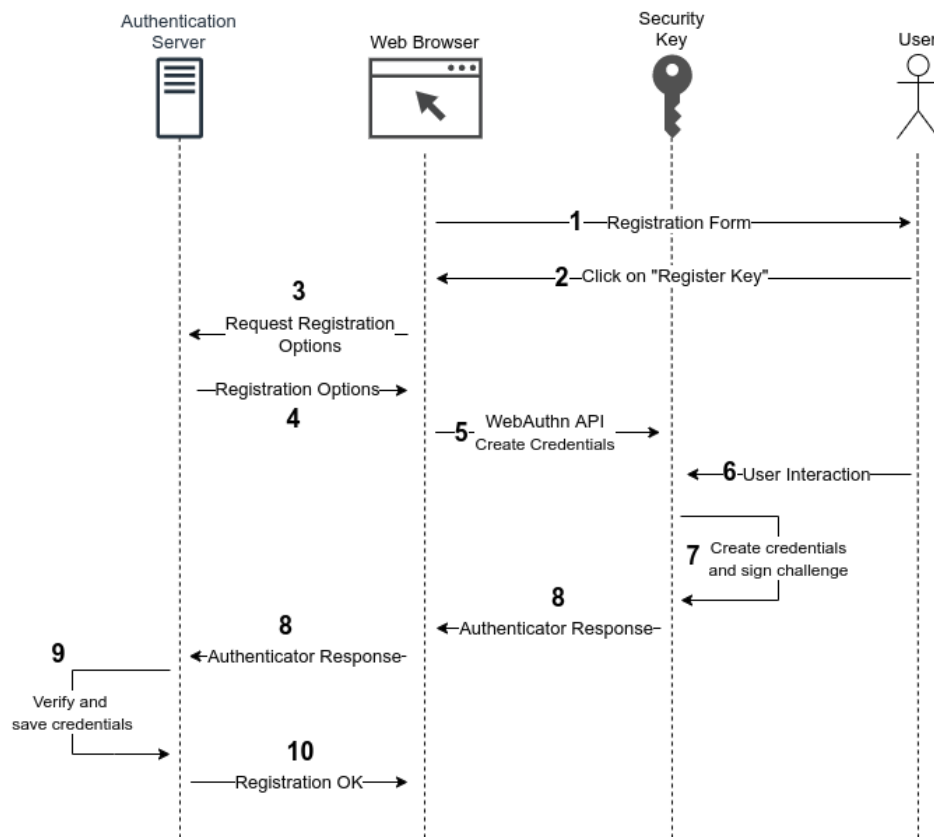 Authentication
Server
Web Browser
Security
Key
User
1 Registration Form
2 Click on "Register Key"
3
Request Registration
Options
Registration Options
4
5 WebAuthn API
Create Credentials
6 User Interaction
7 Create credentials
and sign challenge
8
Authenticator Response
8
Authenticator Response
9
Verify and
save credentials
10
Registration OK